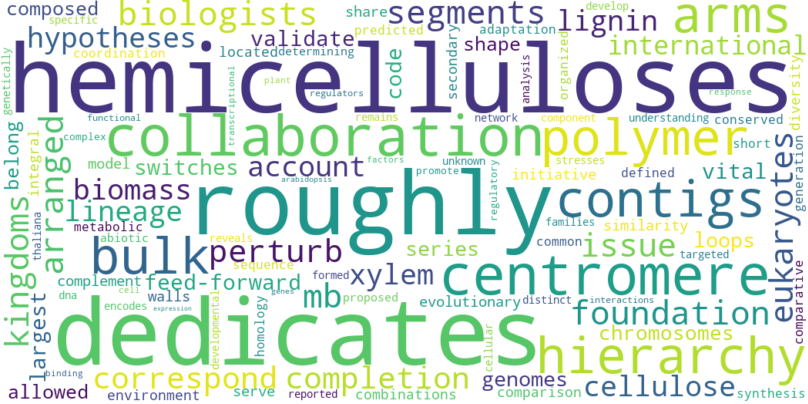 composed biologists share segments develop specific arms
hypotheses coordination located validate determining predicted shape adaptation lignin international
genetically hemicelluloses code secondary analysis organized diversity
transcriptional plant regulators response
functional collaboration polymer network component understanding conserved
belong integral complex remains short
arranged model switches account factors unknown initiative defined vital eukaryotes generation
biomass arabidopsis promote stresses regulatory
kingdoms lineage roughly contigs families similarity
metabolic abiotic bulk perturb series common issue targeted loops
thaliana reveals sequence xylem centromere
complement feed-forward formed distinct interactions
largest dna cell walls homology genes mb proposed evolutionary foundation comparative
encodes developmental dedicates cellular chromosomes
expression hierarchy
binding correspond completion genomes cellulose
allowed environment serve combinations comparison synthesis